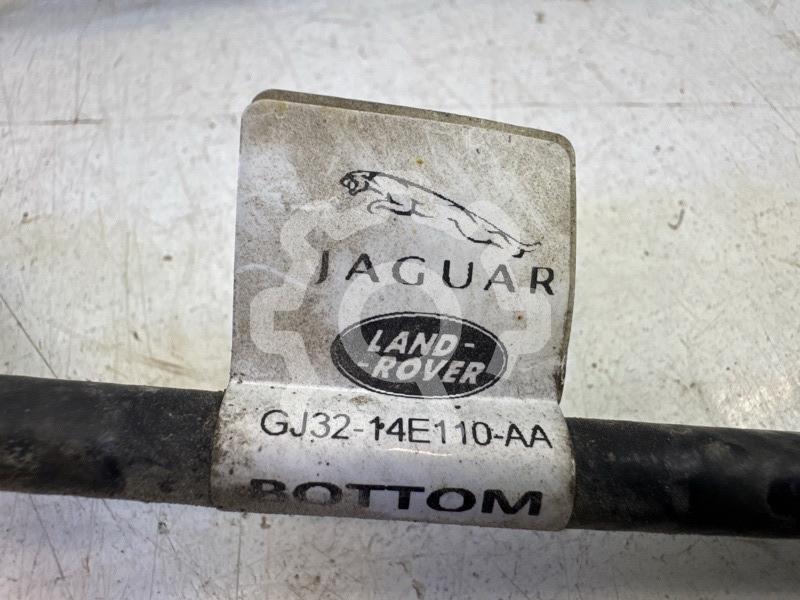 JAGUAR
LAND-
-ROVER
GJ32-14E110-AA
BOTTOM